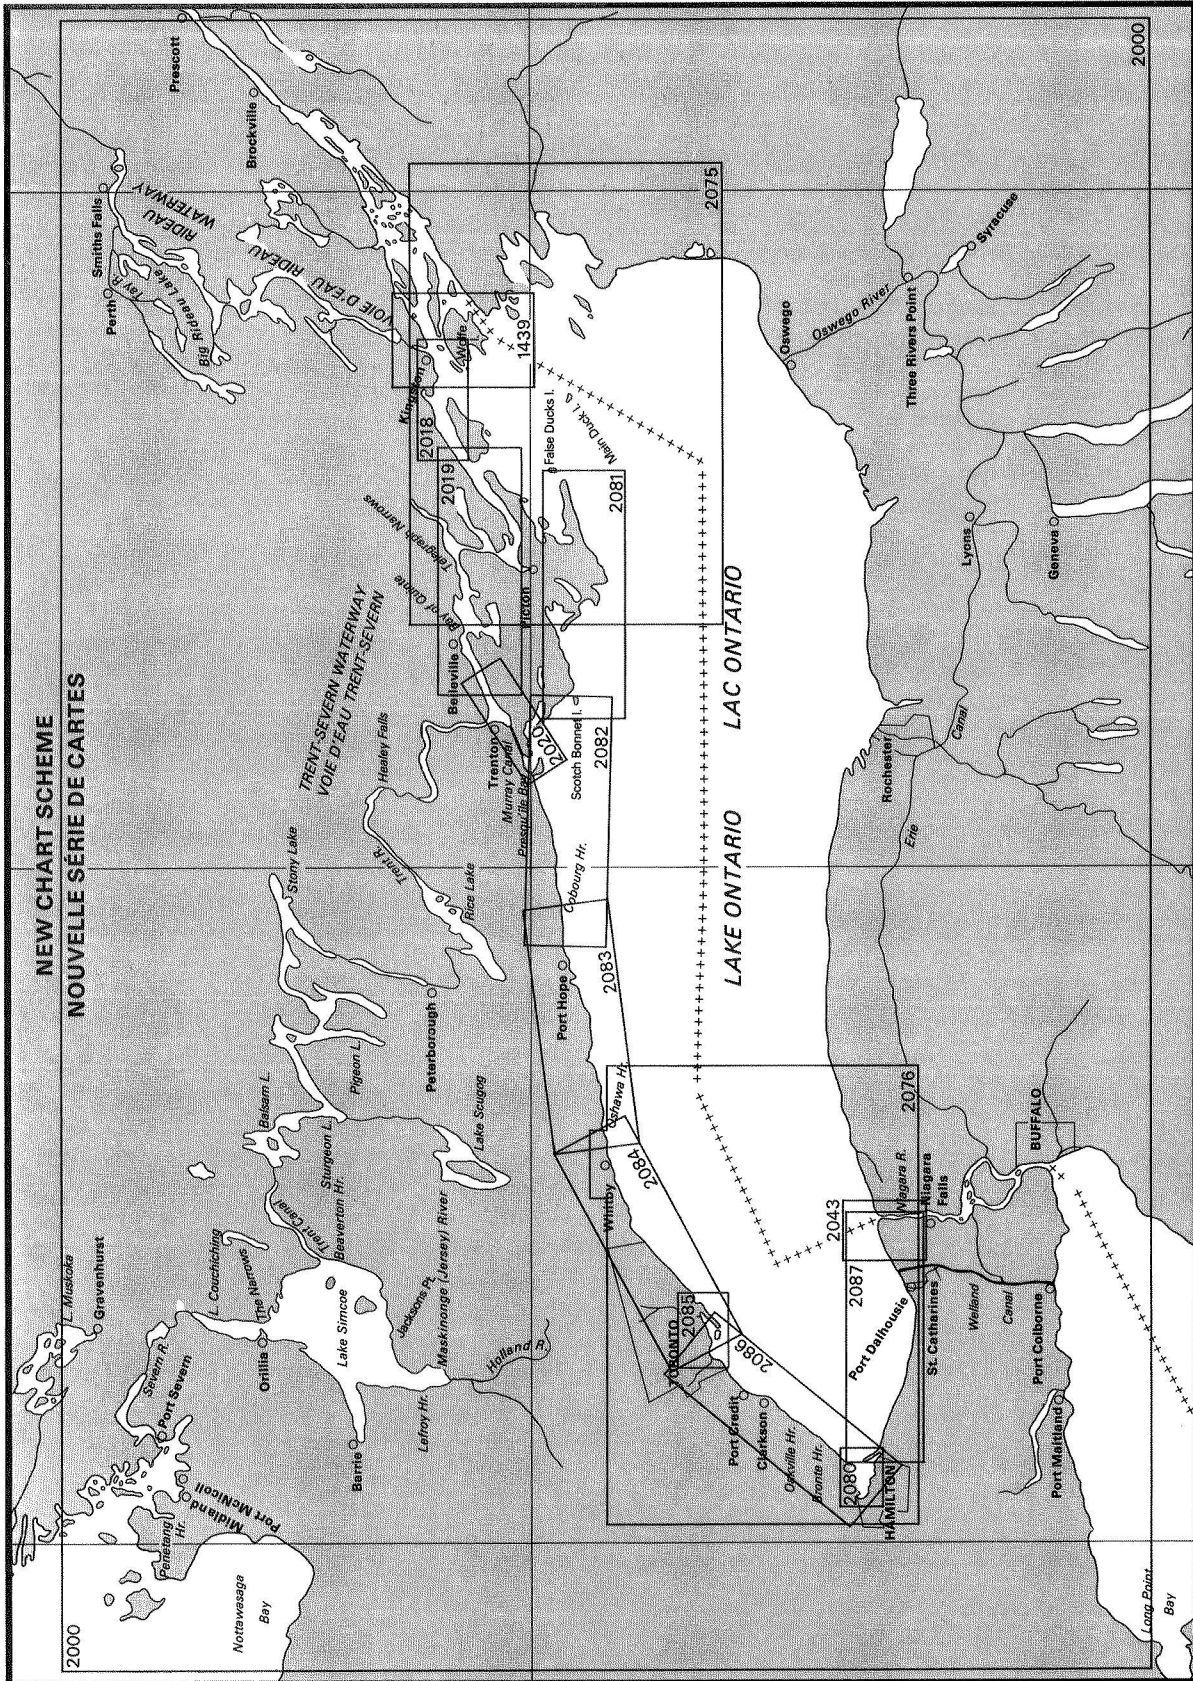 NEW CHART SCHEME
NOUVELLE SÉRIE DE CARTES
2000
L. Muskoka
Gravenhurst
Severn R.
Port Severn
Midland
Port McNicoll
Penetang
Hr.
Nottawasaga
Bay
L. Couchiching
The Narrows
Orillia
Lake Simcoe
Barrie
Lefroy Hr.
Jacksons Pt.
Maskinonge (Jersey) River
Holland R.
Trent Canal
Beaverton Hr.
Balsam L.
Sturgeon L.
Pigeon L.
Lake Scugog
Peterborough
Stony Lake
Rice Lake
Trent R.
Healey Falls
TRENT-SEVERN WATERWAY
VOIE D'EAU TRENT-SEVERN
Perth
Tay R.
Smiths Falls
Big Rideau Lake
RIDEAU
WATERWAY
VOIE D'EAU RIDEAU
Brockville
Prescott
Kingston
Wolfe
1439
2018
2019
Telegraph Narrows
Bay of Quinte
Belleville
Picton
Trenton
Murray Canal
Presqu'ile Bay
2020
Scotch Bonnet I.
2082
2081
False Ducks I.
Main Duck I.
2075
Cobourg Hr.
Port Hope
2083
Oshawa Hr.
Whitby
2084
TORONTO
2085
2086
Port Credit
Clarkson
Oakville Hr.
Bronte Hr.
2080
HAMILTON
2087
2043
2076
Port Dalhousie
St. Catharines
Welland
Canal
Port Colborne
Port Maitland
Long Point
Bay
Niagara R.
Niagara
Falls
BUFFALO
LAKE ONTARIO
LAC ONTARIO
Rochester
Erie
Canal
Lyons
Geneva
Oswego
Oswego River
Three Rivers Point
Syracuse
2000